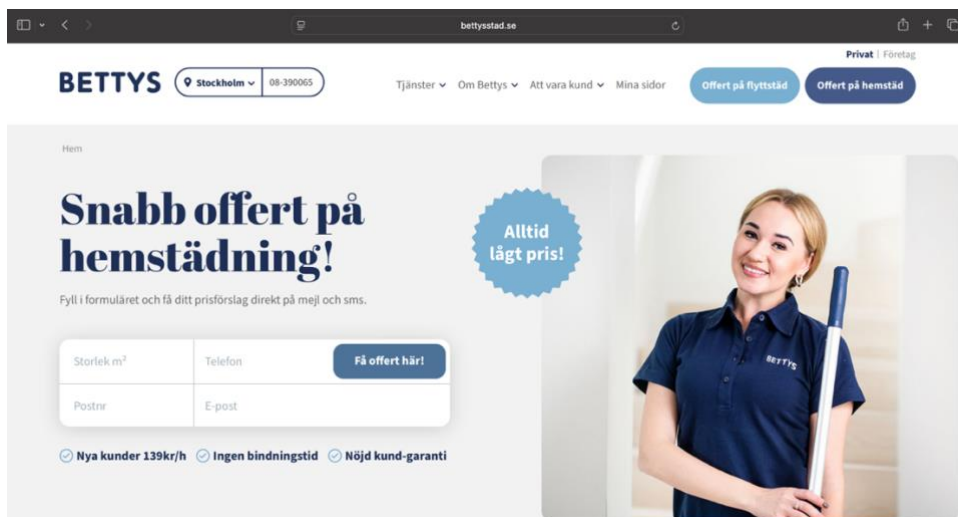 bettysstad.se
Privat | Företag
BETTYS
Stockholm
08-390065
Tjänster
Om Bettys
Att vara kund
Mina sidor
Offert på flyttstäd
Offert på hemstäd
Hem
Snabb offert på
hemstädning!
Fyll i formuläret och få ditt prisförslag direkt på mejl och sms.
Alltid
lågt pris!
Storlek m²
Telefon
Få offert här!
Postnr
E-post
Nya kunder 139kr/h
Ingen bindningstid
Nöjd kund-garanti
BETTYS